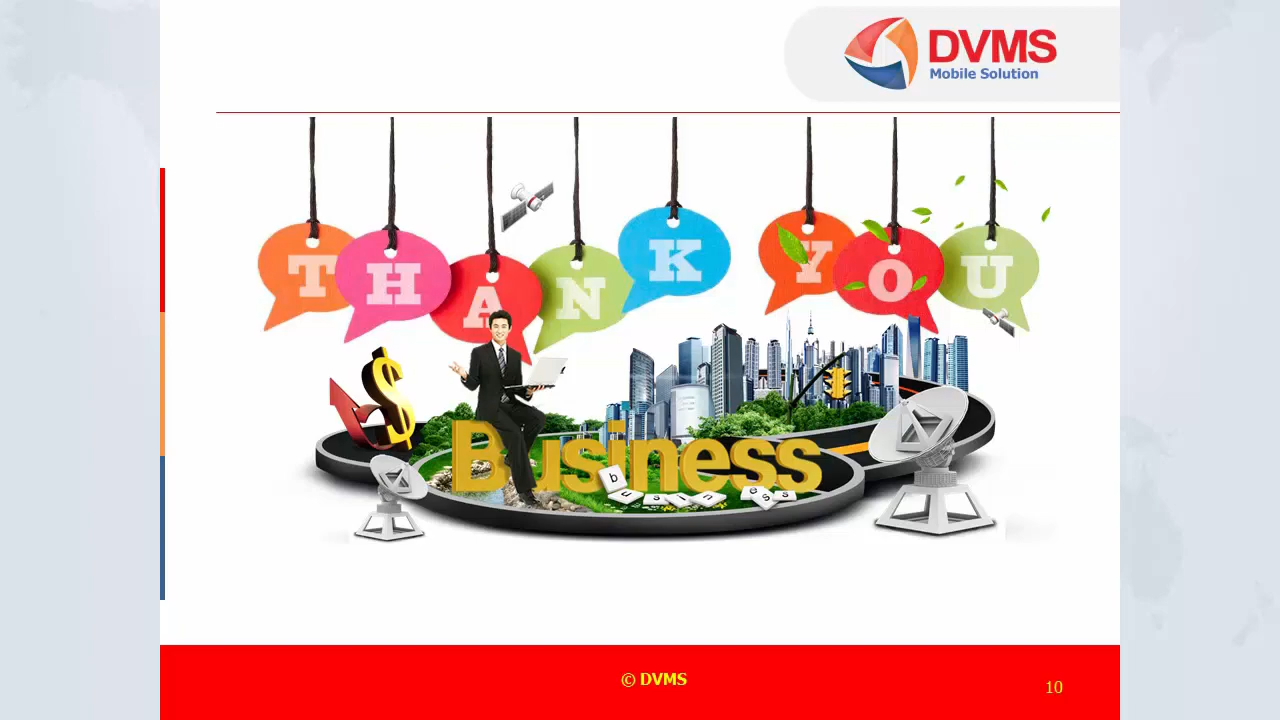 DVMS
Mobile Solution
THANK YOU
$
Business
business
© DVMS
10